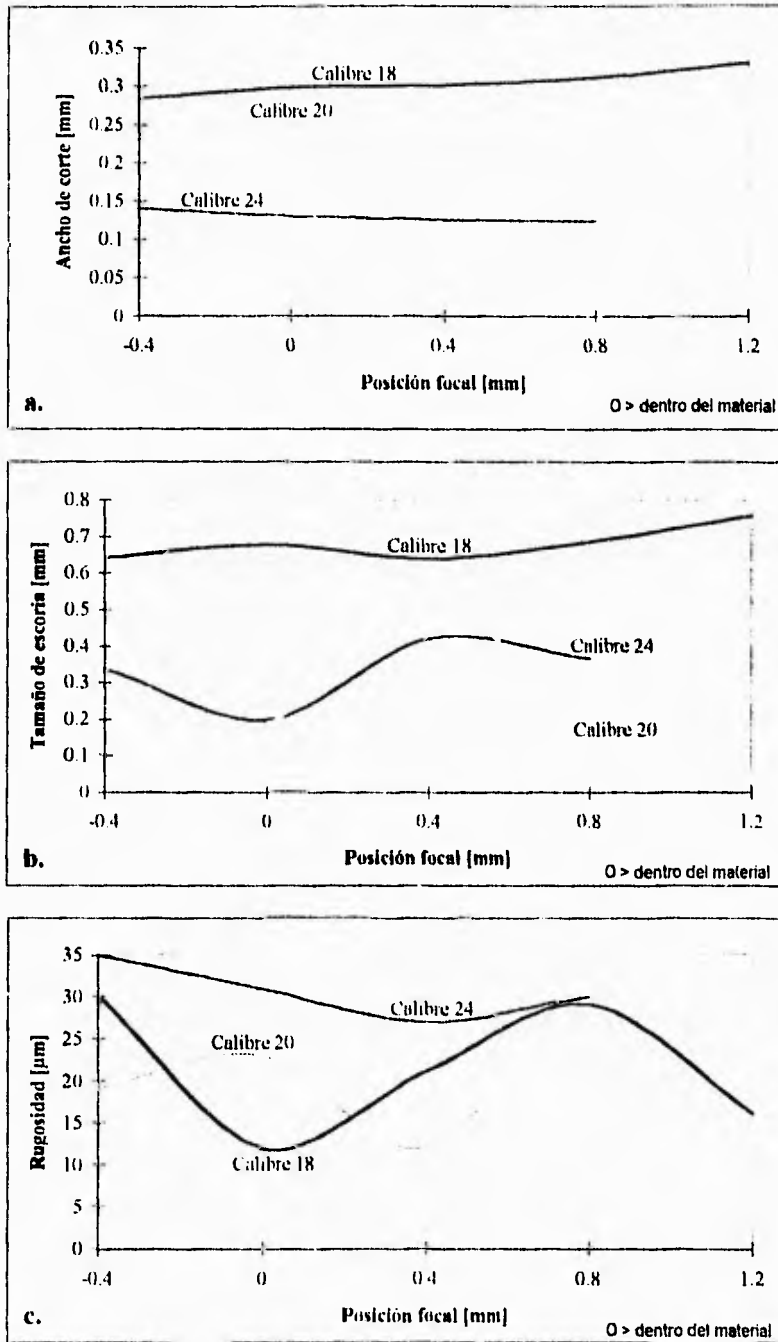 0.35
0.3
0.25
0.2
0.15
0.1
0.05
0
Ancho de corte [mm]
Calibre 18
Calibre 20
Calibre 24
-0.4 0 0.4 0.8 1.2
Posición focal [mm]
a.
O > dentro del material
0.8
0.7
0.6
0.5
0.4
0.3
0.2
0.1
0
Tamaño de escoria [mm]
Calibre 18
Calibre 24
Calibre 20
-0.4 0 0.4 0.8 1.2
Posición focal [mm]
b.
O > dentro del material
35
30
25
20
15
10
5
0
Rugosidad [µm]
Calibre 24
Calibre 20
Calibre 18
-0.4 0 0.4 0.8 1.2
Posición focal [mm]
c.
O > dentro del material